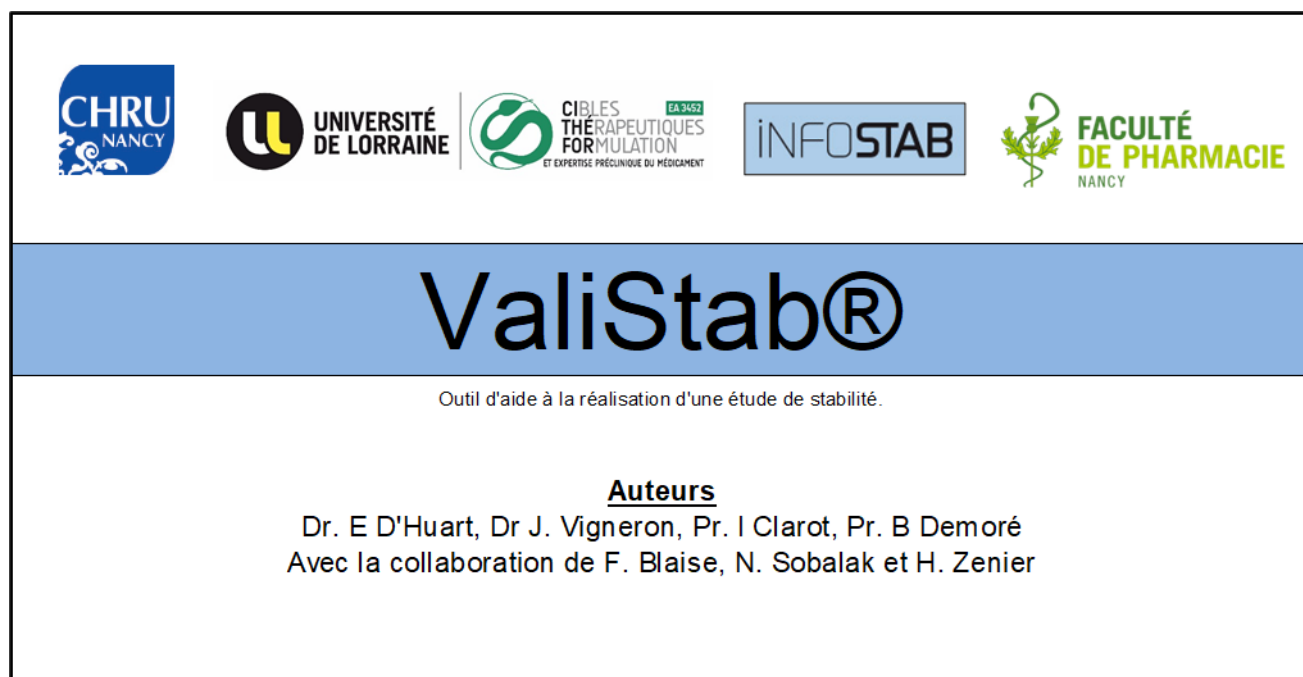 CHRU
NANCY
UNIVERSITÉ
DE LORRAINE
CIBLES EA 3452
THÉRAPEUTIQUES
FORMULATION
ET EXPERTISE PRÉCLINIQUE DU MÉDICAMENT
iNFOSTAB
FACULTÉ
DE PHARMACIE
NANCY
ValiStab®
Outil d'aide à la réalisation d'une étude de stabilité.
Auteurs
Dr. E D'Huart, Dr J. Vigneron, Pr. I Clarot, Pr. B Demoré
Avec la collaboration de F. Blaise, N. Sobalak et H. Zenier